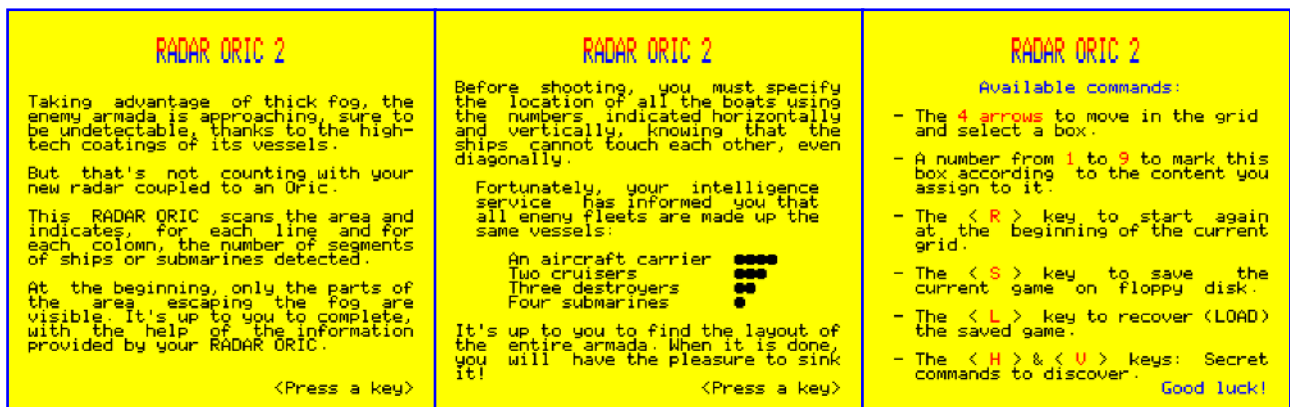 RADAR ORIC 2
Taking advantage of thick fog, the
enemy armada is approaching, sure to
be undetectable, thanks to the high-
tech coatings of its vessels.
But that's not counting with your
new radar coupled to an Oric.
This RADAR ORIC scans the area and
indicates, for each line and for
each colomn, the number of segments
of ships or submarines detected.
At the beginning, only the parts of
the area escaping the fog are
visible. It's up to you to complete,
with the help of the information
provided by your RADAR ORIC.
<Press a key>
RADAR ORIC 2
Before shooting, you must specify
the location of all the boats using
the numbers indicated horizontally
and vertically, knowing that the
ships cannot touch each other, even
diagonally.
Fortunately, your intelligence
service has informed you that
all eneny fleets are made up the
same vessels:
An aircraft carrier
Two cruisers
Three destroyers
Four submarines
It's up to you to find the layout of
the entire armada. When it is done,
you will have the pleasure to sink
it!
<Press a key>
RADAR ORIC 2
Available commands:
- The 4 arrows to move in the grid
and select a box.
- A number from 1 to 9 to mark this
box according to the content you
assign to it.
- The < R > key to start again
at the beginning of the current
grid.
- The < S > key to save the
current game on floppy disk.
- The < L > key to recover (LOAD)
the saved game.
- The < H > & < V > keys: Secret
commands to discover.
Good luck!